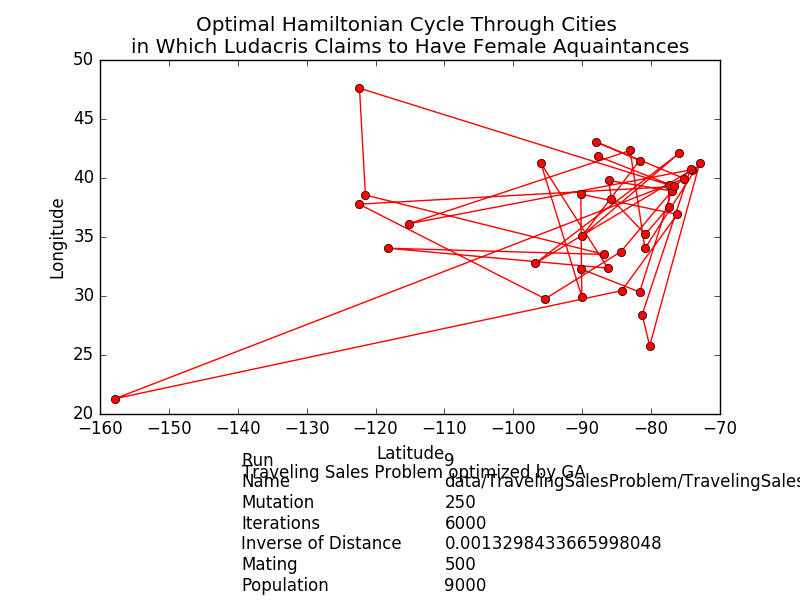 Optimal Hamiltonian Cycle Through Cities
in Which Ludacris Claims to Have Female Aquaintances
50
45
40
35
30
25
20
Longitude
−160 −150 −140 −130 −120 −110 −100 −90 −80 −70
Latitude
Run 9
Traveling Sales Problem optimized by GA
Name data/TravelingSalesProblem/TravelingSales
Mutation 250
Iterations 6000
Inverse of Distance 0.0013298433665998048
Mating 500
Population 9000